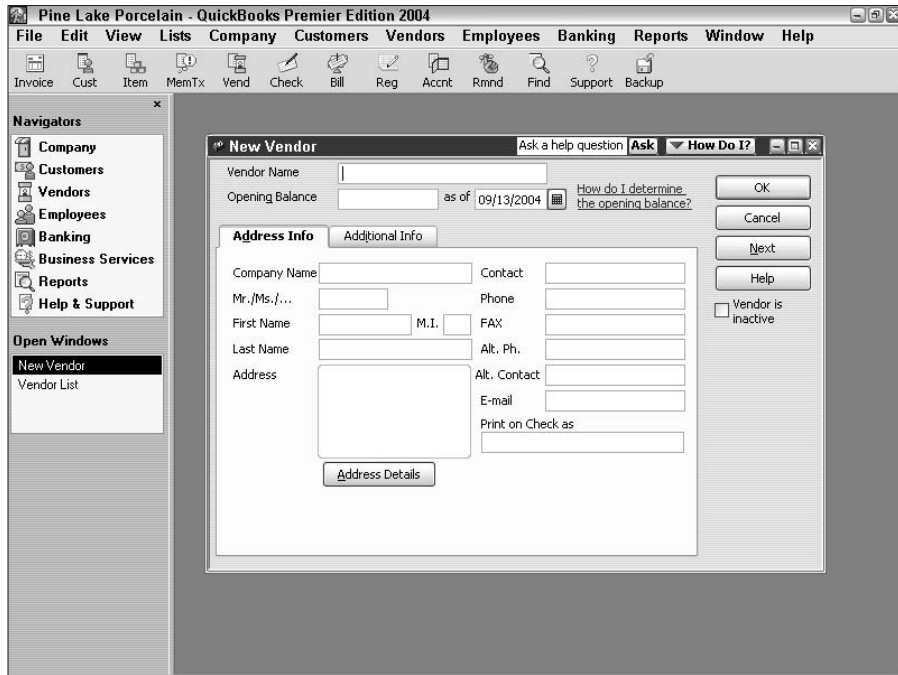 Pine Lake Porcelain - QuickBooks Premier Edition 2004
File Edit View Lists Company Customers Vendors Employees Banking Reports Window Help
Invoice Cust Item MemTx Vend Check Bill Reg Accnt Rmnd Find Support Backup
Navigators
Company
Customers
Vendors
Employees
Banking
Business Services
Reports
Help & Support
Open Windows
New Vendor
Vendor List
New Vendor Ask a help question Ask How Do I?
Vendor Name
Opening Balance as of 09/13/2004 How do I determine
the opening balance?
OK
Cancel
Next
Help
Vendor is
inactive
Address Info Additional Info
Company Name Contact
Mr./Ms./... Phone
First Name M.I. FAX
Last Name Alt. Ph.
Address Alt. Contact
E-mail
Print on Check as
Address Details